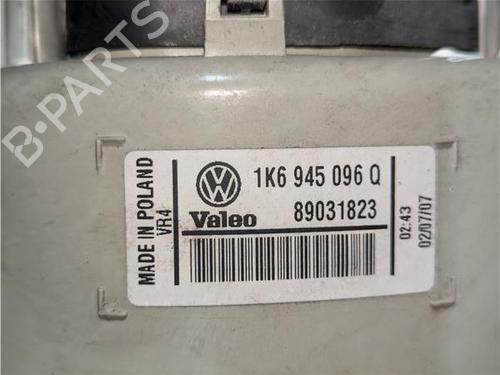 B-PARTS
MADE IN POLAND
VR4
1K6 945 096 Q
Valeo
89031823
02:43
02/07/07